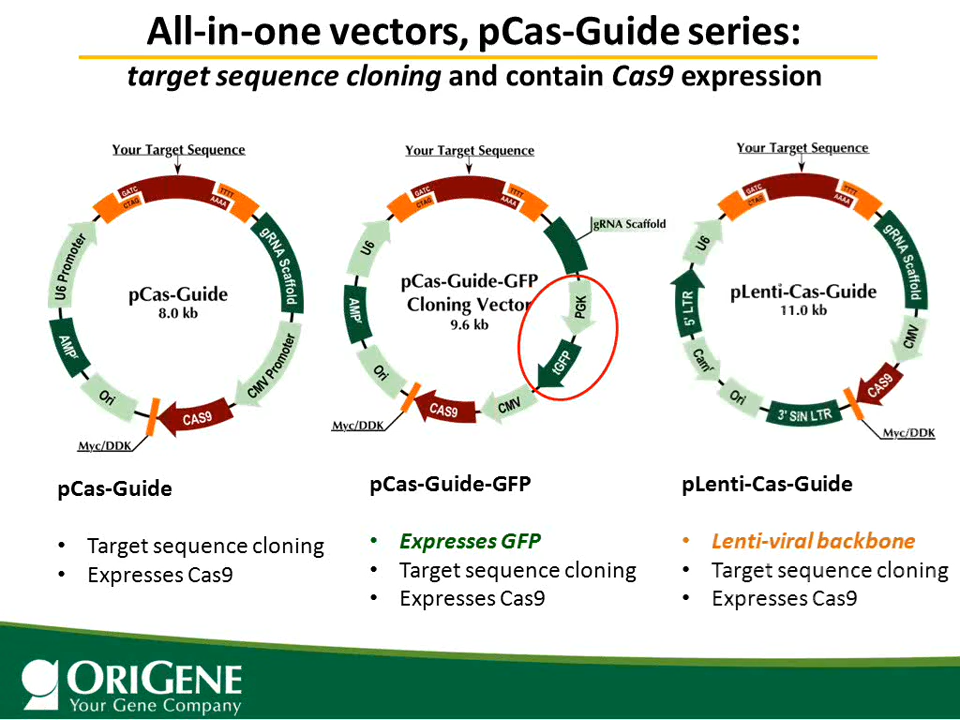 All-in-one vectors, pCas-Guide series:
target sequence cloning and contain Cas9 expression
Your Target Sequence
GATC
CTAG
TTTT
AAAA
U6 Promoter
gRNA Scaffold
pCas-Guide
8.0 kb
AMPr
CMV Promoter
Ori
CAS9
Myc/DDK
Your Target Sequence
GATC
CTAG
TTTT
AAAA
U6
gRNA Scaffold
pCas-Guide-GFP
Cloning Vector
9.6 kb
PGK
AMPr
tGFP
Ori
CMV
CAS9
Myc/DDK
Your Target Sequence
GATC
CTAG
TTTT
AAAA
U6
gRNA Scaffold
pLenti-Cas-Guide
11.0 kb
5' LTR
CMV
Camr
CAS9
Ori
3' SIN LTR
Myc/DDK
pCas-Guide
• Target sequence cloning
• Expresses Cas9
pCas-Guide-GFP
• Expresses GFP
• Target sequence cloning
• Expresses Cas9
pLenti-Cas-Guide
• Lenti-viral backbone
• Target sequence cloning
• Expresses Cas9
ORIGENE
Your Gene Company